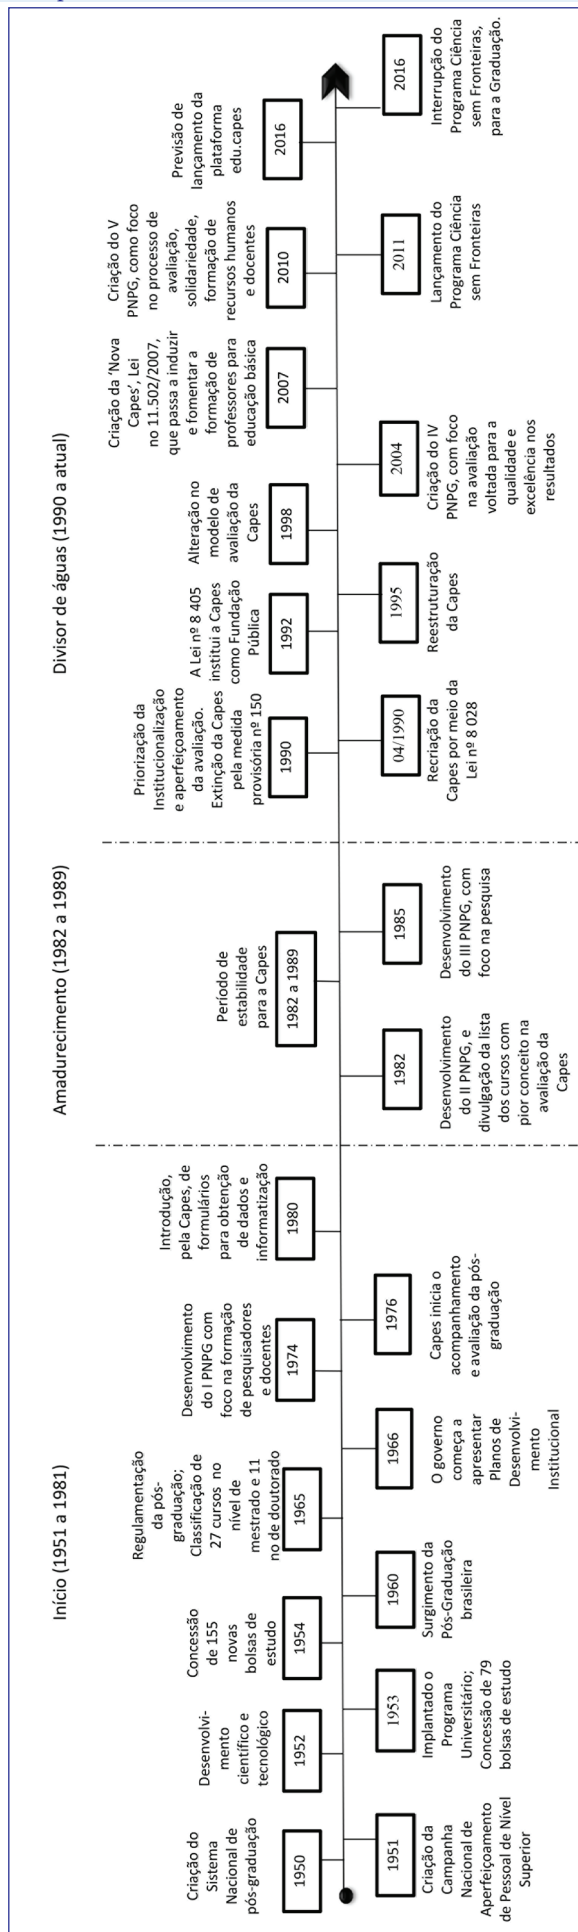 Início (1951 a 1981)
Criação do
Sistema
Nacional de
pós-graduação
1950
1951
Criação da
Campanha
Nacional de
Aperfeiçoamento
de Pessoal de Nível
Superior
Desenvolvi-
mento
científico e
tecnológico
1952
1953
Implantado o
Programa
Universitário;
Concessão de 79
bolsas de estudo
Concessão
de 155
novas
bolsas de
estudo
1954
1960
Surgimento da
Pós-Graduação
brasileira
Regulamentação
da pós-
graduação;
Classificação de
27 cursos no
nível de
mestrado e 11
no de doutorado
1965
1966
O governo
começa a
apresentar
Planos de
Desenvolvi-
mento
Institucional
Desenvolvimento
do I PNPG com
foco na formação
de pesquisadores
e docentes
1974
1976
Capes inicia o
acompanhamento
e avaliação da pós-
graduação
Introdução,
pela Capes, de
formulários
para obtenção
de dados e
informatização
1980
Amadurecimento (1982 a 1989)
1982
Desenvolvimento
do II PNPG, e
divulgação da lista
dos cursos com
pior conceito na
avaliação da
Capes
Período de
estabilidade
para a Capes
1982 a 1989
1985
Desenvolvimento
do III PNPG, com
foco na pesquisa
Divisor de águas (1990 a atual)
Priorização da
Institucionalização
e aperfeiçoamento
da avaliação.
Extinção da Capes
pela medida
provisória nº 150
1990
04/1990
Recriação da
Capes por meio da
Lei nº 8 028
A Lei nº 8 405
institui a Capes
como Fundação
Pública
1992
1995
Reestruturação
da Capes
Alteração no
modelo de
avaliação da
Capes
1998
2004
Criação do IV
PNPG, com foco
na avaliação
voltada para a
qualidade e
excelência nos
resultados
Criação da 'Nova
Capes', Lei
no 11.502/2007,
que passa a induzir
e fomentar a
formação de
professores para
educação básica
2007
Criação do V
PNPG, como foco
no processo de
avaliação,
solidariedade,
formação de
recursos humanos
e docentes
2010
2011
Lançamento do
Programa Ciência
sem Fronteiras
Previsão de
lançamento da
plataforma
edu.capes
2016
2016
Interrupção do
Programa Ciência
sem Fronteiras,
para a Graduação.